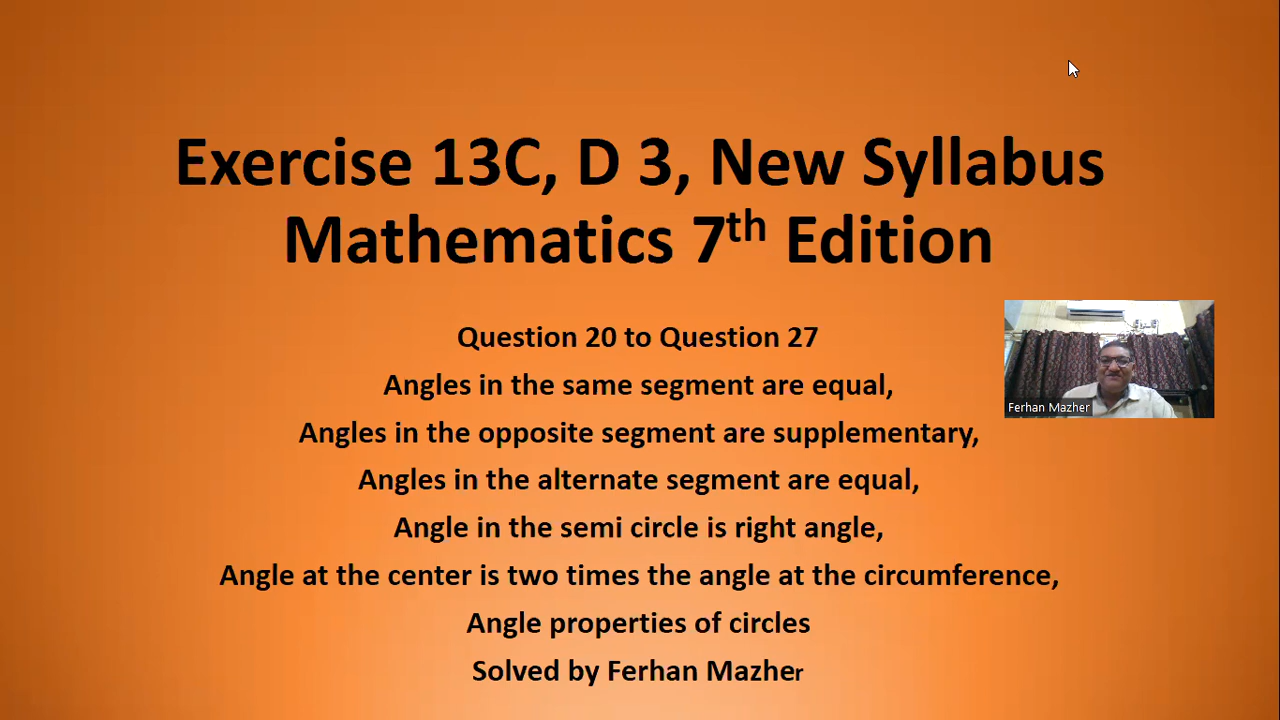 Exercise 13C, D 3, New Syllabus
Mathematics 7th Edition
Question 20 to Question 27
Angles in the same segment are equal,
Angles in the opposite segment are supplementary,
Angles in the alternate segment are equal,
Angle in the semi circle is right angle,
Angle at the center is two times the angle at the circumference,
Angle properties of circles
Solved by Ferhan Mazher
Ferhan Mazher